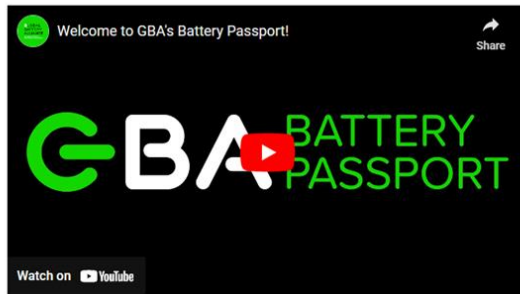 Welcome to GBA's Battery Passport!
Share
GBA BATTERY
PASSPORT
Watch on YouTube